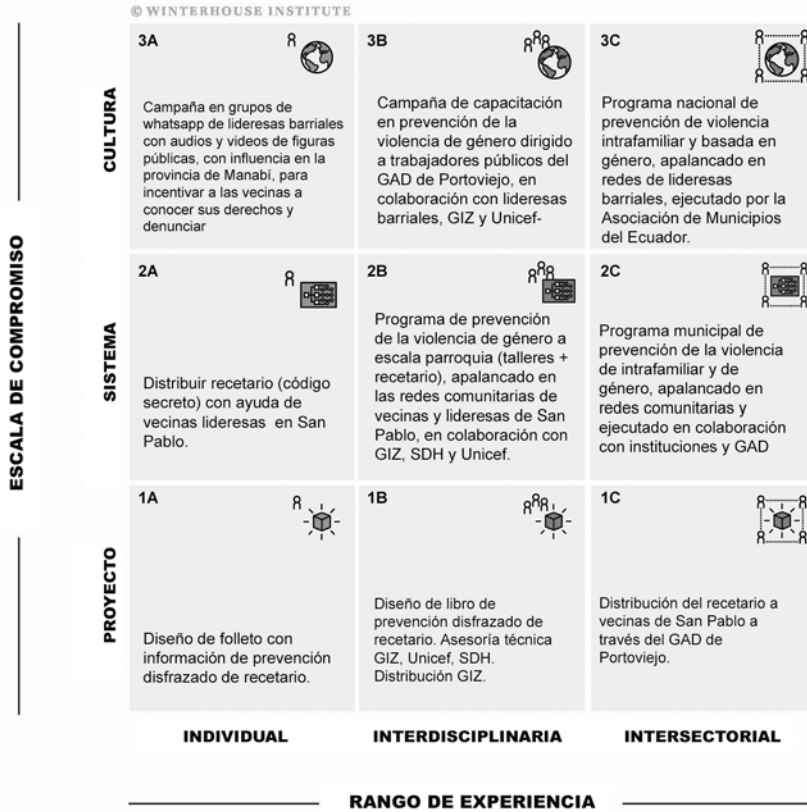 © WINTERHOUSE INSTITUTE
ESCALA DE COMPROMISO
CULTURA
3A
Campaña en grupos de
whatsapp de lideresas barriales
con audios y videos de figuras
públicas, con influencia en la
provincia de Manabí, para
incentivar a las vecinas a
conocer sus derechos y
denunciar
3B
Campaña de capacitación
en prevención de la
violencia de género dirigido
a trabajadores públicos del
GAD de Portoviejo, en
colaboración con lideresas
barriales, GIZ y Unicef-
3C
Programa nacional de
prevención de violencia
intrafamiliar y basada en
género, apalancado en
redes de lideresas
barriales, ejecutado por la
Asociación de Municipios
del Ecuador.
SISTEMA
2A
Distribuir recetario (código
secreto) con ayuda de
vecinas lideresas en San
Pablo.
2B
Programa de prevención
de la violencia de género a
escala parroquia (talleres +
recetario), apalancado en
las redes comunitarias de
vecinas y lideresas de San
Pablo, en colaboración con
GIZ, SDH y Unicef.
2C
Programa municipal de
prevención de la violencia
de intrafamiliar y de
género, apalancado en
redes comunitarias y
ejecutado en colaboración
con instituciones y GAD
PROYECTO
1A
Diseño de folleto con
información de prevención
disfrazado de recetario.
1B
Diseño de libro de
prevención disfrazado de
recetario. Asesoría técnica
GIZ, Unicef, SDH.
Distribución GIZ.
1C
Distribución del recetario a
vecinas de San Pablo a
través del GAD de
Portoviejo.
INDIVIDUAL
INTERDISCIPLINARIA
INTERSECTORIAL
RANGO DE EXPERIENCIA